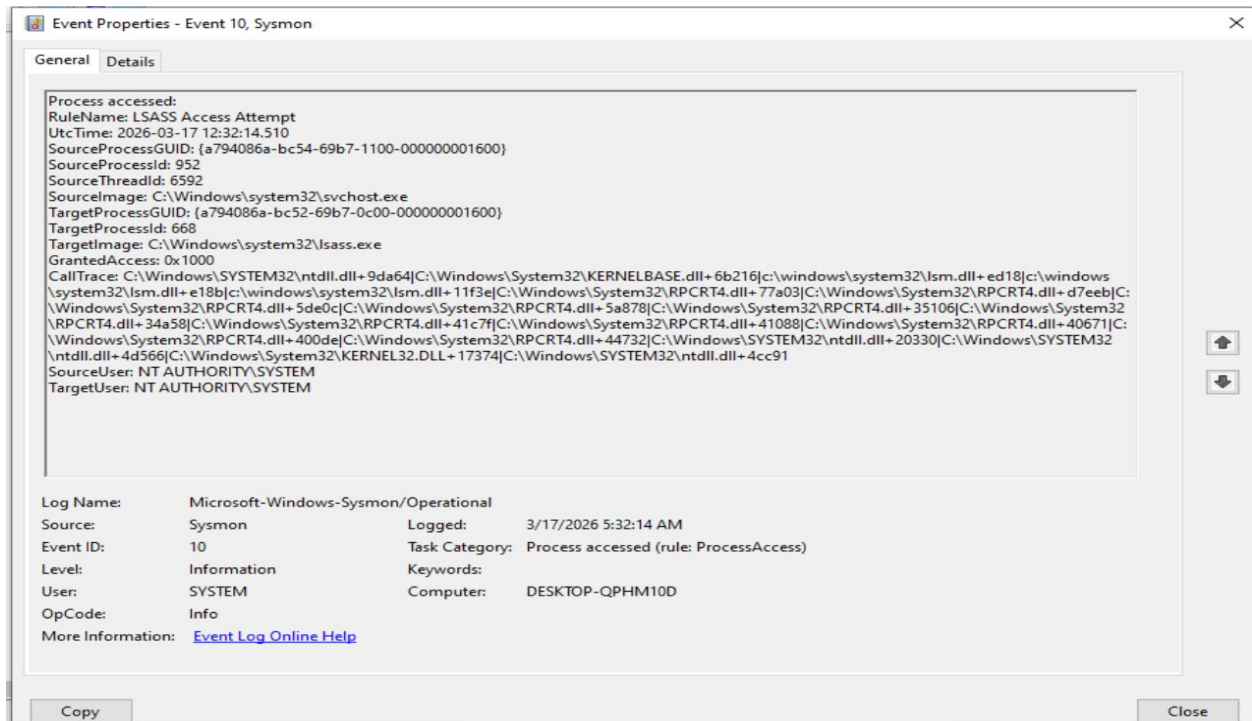 Event Properties - Event 10, Sysmon
General Details
Process accessed:
RuleName: LSASS Access Attempt
UtcTime: 2026-03-17 12:32:14.510
SourceProcessGUID: {a794086a-bc54-69b7-1100-000000001600}
SourceProcessId: 952
SourceThreadId: 6592
SourceImage: C:\Windows\system32\svchost.exe
TargetProcessGUID: {a794086a-bc52-69b7-0c00-000000001600}
TargetProcessId: 668
TargetImage: C:\Windows\system32\lsass.exe
GrantedAccess: 0x1000
CallTrace: C:\Windows\SYSTEM32\ntdll.dll+9da64|C:\Windows\System32\KERNELBASE.dll+6b216|c:\windows\system32\lsm.dll+ed18|c:\windows
\system32\lsm.dll+e18b|c:\windows\system32\lsm.dll+11f3e|C:\Windows\System32\RPCRT4.dll+77a03|C:\Windows\System32\RPCRT4.dll+d7eeb|C:
\Windows\System32\RPCRT4.dll+5de0c|C:\Windows\System32\RPCRT4.dll+5a878|C:\Windows\System32\RPCRT4.dll+35106|C:\Windows\System32
\RPCRT4.dll+34a58|C:\Windows\System32\RPCRT4.dll+41c7f|C:\Windows\System32\RPCRT4.dll+41088|C:\Windows\System32\RPCRT4.dll+40671|C:
\Windows\System32\RPCRT4.dll+400de|C:\Windows\System32\RPCRT4.dll+44732|C:\Windows\SYSTEM32\ntdll.dll+20330|C:\Windows\SYSTEM32
\ntdll.dll+4d566|C:\Windows\System32\KERNEL32.DLL+17374|C:\Windows\SYSTEM32\ntdll.dll+4cc91
SourceUser: NT AUTHORITY\SYSTEM
TargetUser: NT AUTHORITY\SYSTEM
Log Name: Microsoft-Windows-Sysmon/Operational
Source: Sysmon Logged: 3/17/2026 5:32:14 AM
Event ID: 10 Task Category: Process accessed (rule: ProcessAccess)
Level: Information Keywords:
User: SYSTEM Computer: DESKTOP-QPHM10D
OpCode: Info
More Information: Event Log Online Help
Copy Close